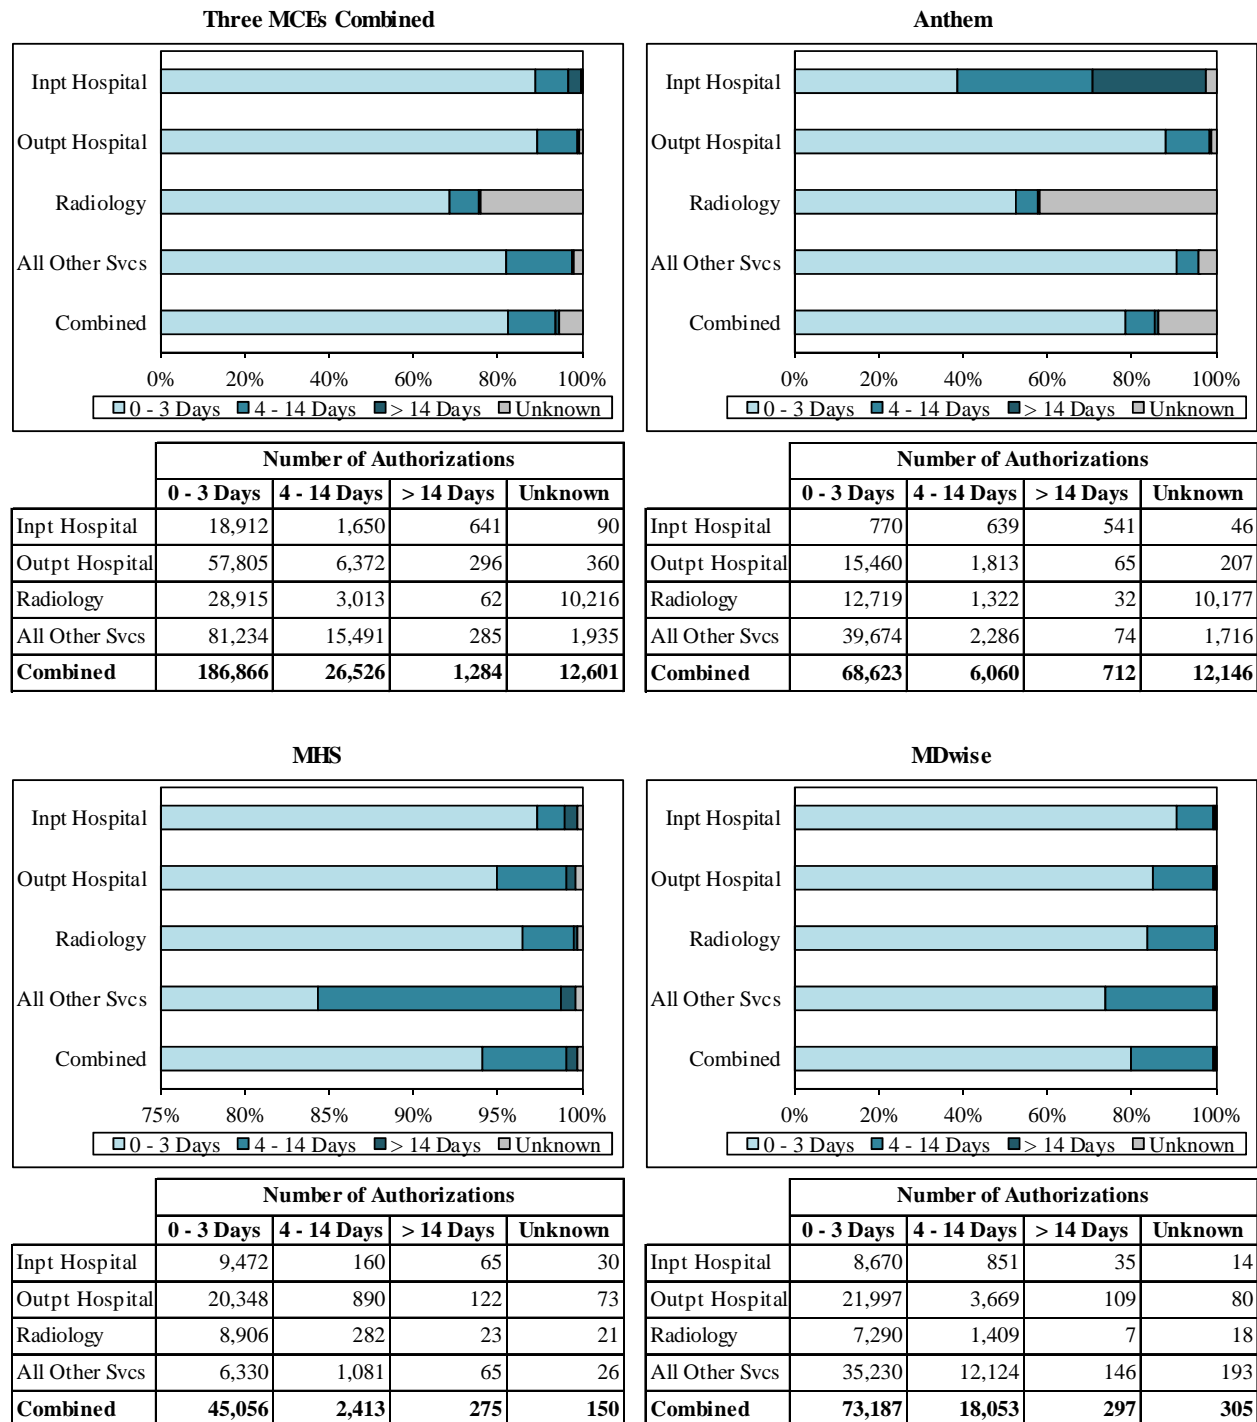 Three MCEs Combined
Inpt Hospital
Outpt Hospital
Radiology
All Other Svcs
Combined
0% 20% 40% 60% 80% 100%
0 - 3 Days 4 - 14 Days > 14 Days Unknown
Number of Authorizations
0 - 3 Days 4 - 14 Days > 14 Days Unknown
Inpt Hospital 18,912 1,650 641 90
Outpt Hospital 57,805 6,372 296 360
Radiology 28,915 3,013 62 10,216
All Other Svcs 81,234 15,491 285 1,935
Combined 186,866 26,526 1,284 12,601
Anthem
Inpt Hospital
Outpt Hospital
Radiology
All Other Svcs
Combined
0% 20% 40% 60% 80% 100%
0 - 3 Days 4 - 14 Days > 14 Days Unknown
Number of Authorizations
0 - 3 Days 4 - 14 Days > 14 Days Unknown
Inpt Hospital 770 639 541 46
Outpt Hospital 15,460 1,813 65 207
Radiology 12,719 1,322 32 10,177
All Other Svcs 39,674 2,286 74 1,716
Combined 68,623 6,060 712 12,146
MHS
Inpt Hospital
Outpt Hospital
Radiology
All Other Svcs
Combined
75% 80% 85% 90% 95% 100%
0 - 3 Days 4 - 14 Days > 14 Days Unknown
Number of Authorizations
0 - 3 Days 4 - 14 Days > 14 Days Unknown
Inpt Hospital 9,472 160 65 30
Outpt Hospital 20,348 890 122 73
Radiology 8,906 282 23 21
All Other Svcs 6,330 1,081 65 26
Combined 45,056 2,413 275 150
MDwise
Inpt Hospital
Outpt Hospital
Radiology
All Other Svcs
Combined
0% 20% 40% 60% 80% 100%
0 - 3 Days 4 - 14 Days > 14 Days Unknown
Number of Authorizations
0 - 3 Days 4 - 14 Days > 14 Days Unknown
Inpt Hospital 8,670 851 35 14
Outpt Hospital 21,997 3,669 109 80
Radiology 7,290 1,409 7 18
All Other Svcs 35,230 12,124 146 193
Combined 73,187 18,053 297 305